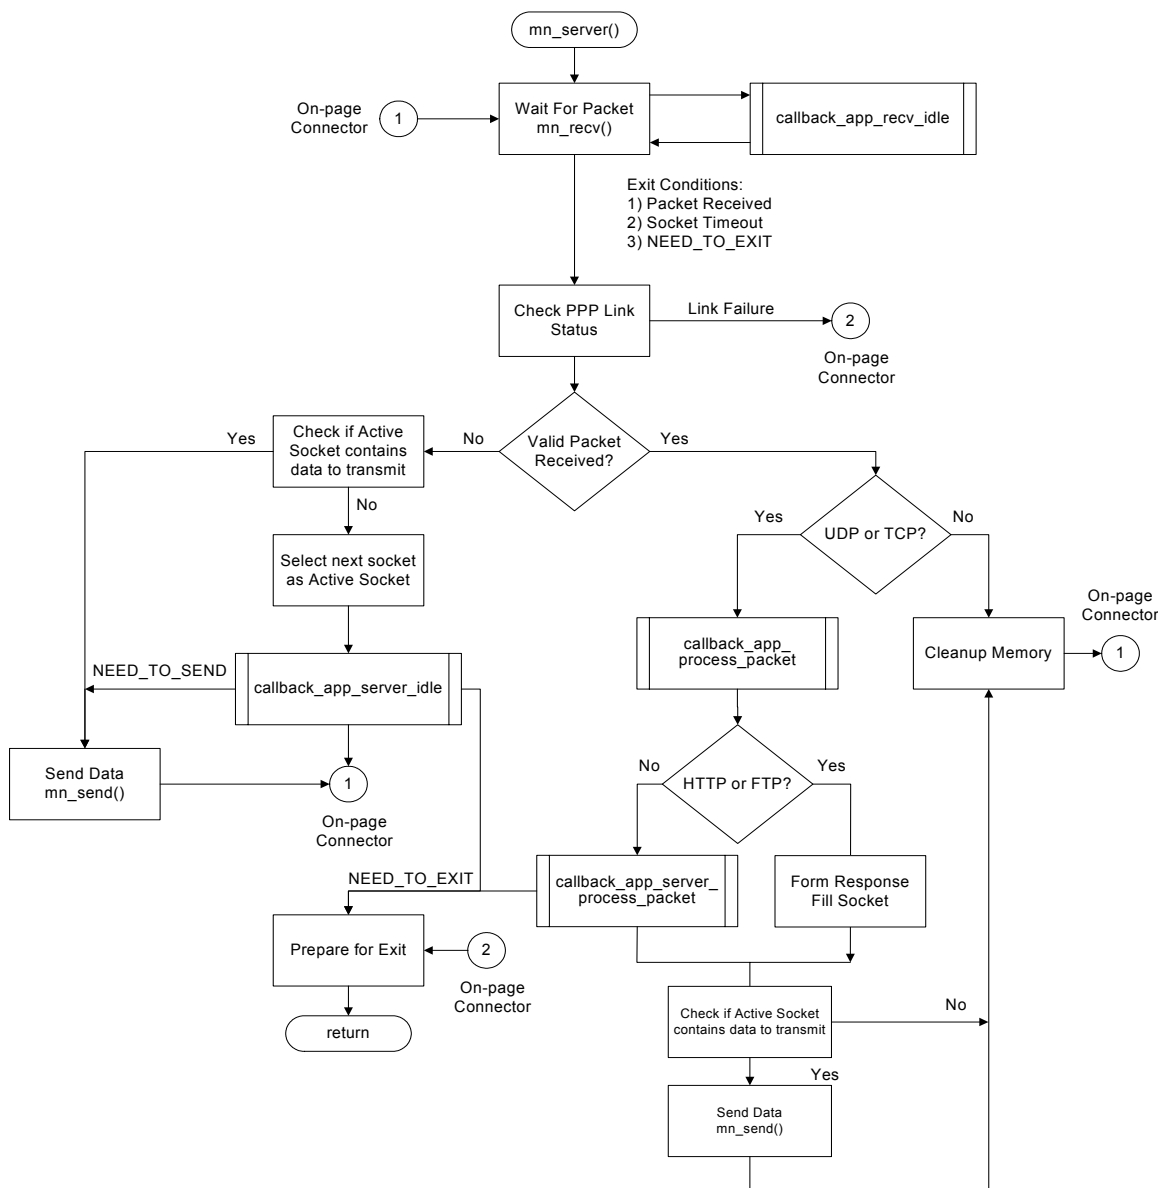 mn_server()
On-page
Connector
1
Wait For Packet
mn_recv()
callback_app_recv_idle
Exit Conditions:
1) Packet Received
2) Socket Timeout
3) NEED_TO_EXIT
Check PPP Link
Status
Link Failure
2
On-page
Connector
Yes
Check if Active
Socket contains
data to transmit
No
Valid Packet
Received?
Yes
No
Yes
UDP or TCP?
No
Select next socket
as Active Socket
On-page
Connector
callback_app_
process_packet
Cleanup Memory
1
NEED_TO_SEND
callback_app_server_idle
Send Data
mn_send()
1
On-page
Connector
No
HTTP or FTP?
Yes
NEED_TO_EXIT
callback_app_server_
process_packet
Form Response
Fill Socket
Prepare for Exit
2
On-page
Connector
return
Check if Active Socket
contains data to transmit
No
Yes
Send Data
mn_send()